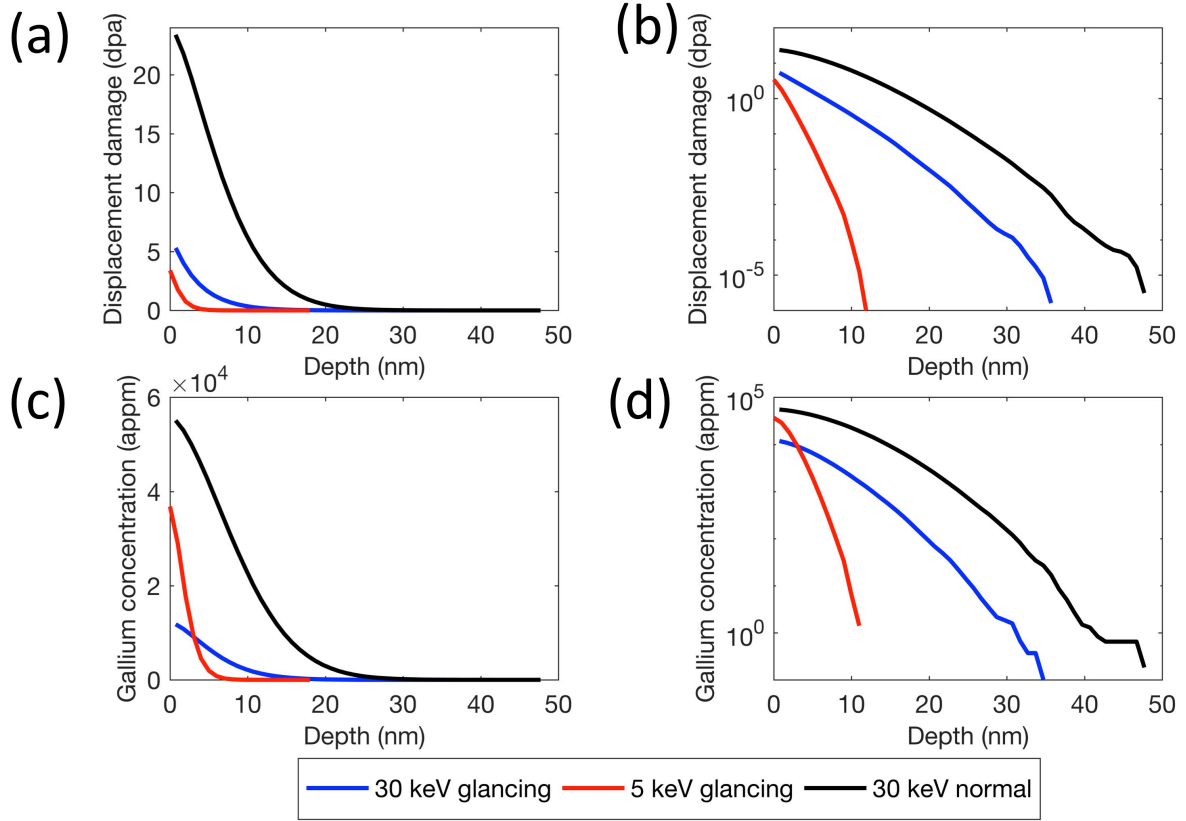 (a)
Displacement damage (dpa)
20
15
10
5
0
0 10 20 30 40 50
Depth (nm)
(b)
Displacement damage (dpa)
10^0
10^-5
0 10 20 30 40 50
Depth (nm)
(c)
×10^4
Gallium concentration (appm)
6
4
2
0
0 10 20 30 40 50
Depth (nm)
(d)
Gallium concentration (appm)
10^5
10^0
0 10 20 30 40 50
Depth (nm)
30 keV glancing 5 keV glancing 30 keV normal